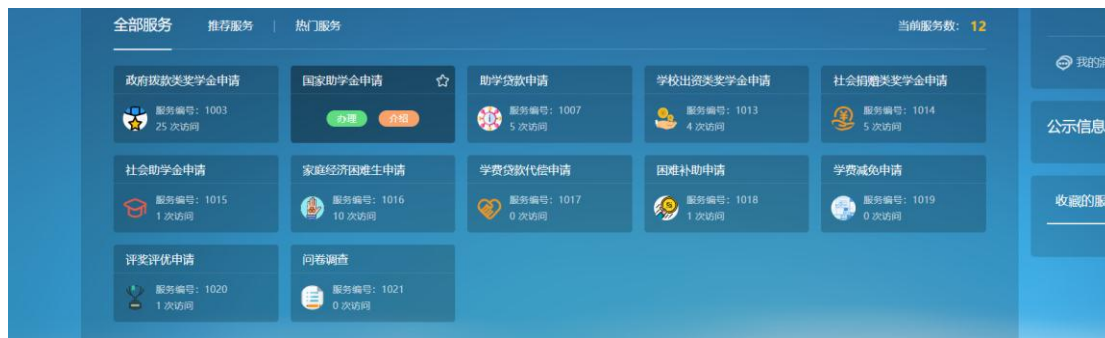 全部服务 推荐服务 | 热门服务 当前服务数: 12
我的消
政府拨款类奖学金申请 国家助学金申请 助学贷款申请 学校出资类奖学金申请 社会捐赠类奖学金申请
服务编号: 1003 办理 介绍 服务编号: 1007 服务编号: 1013 服务编号: 1014
25 次访问 5 次访问 4 次访问 5 次访问
公示信息
社会助学金申请 家庭经济困难生申请 学费贷款代偿申请 困难补助申请 学费减免申请
服务编号: 1015 服务编号: 1016 服务编号: 1017 服务编号: 1018 服务编号: 1019
1 次访问 10 次访问 0 次访问 1 次访问 0 次访问
收藏的服
评奖评优申请 问卷调查
服务编号: 1020 服务编号: 1021
1 次访问 0 次访问